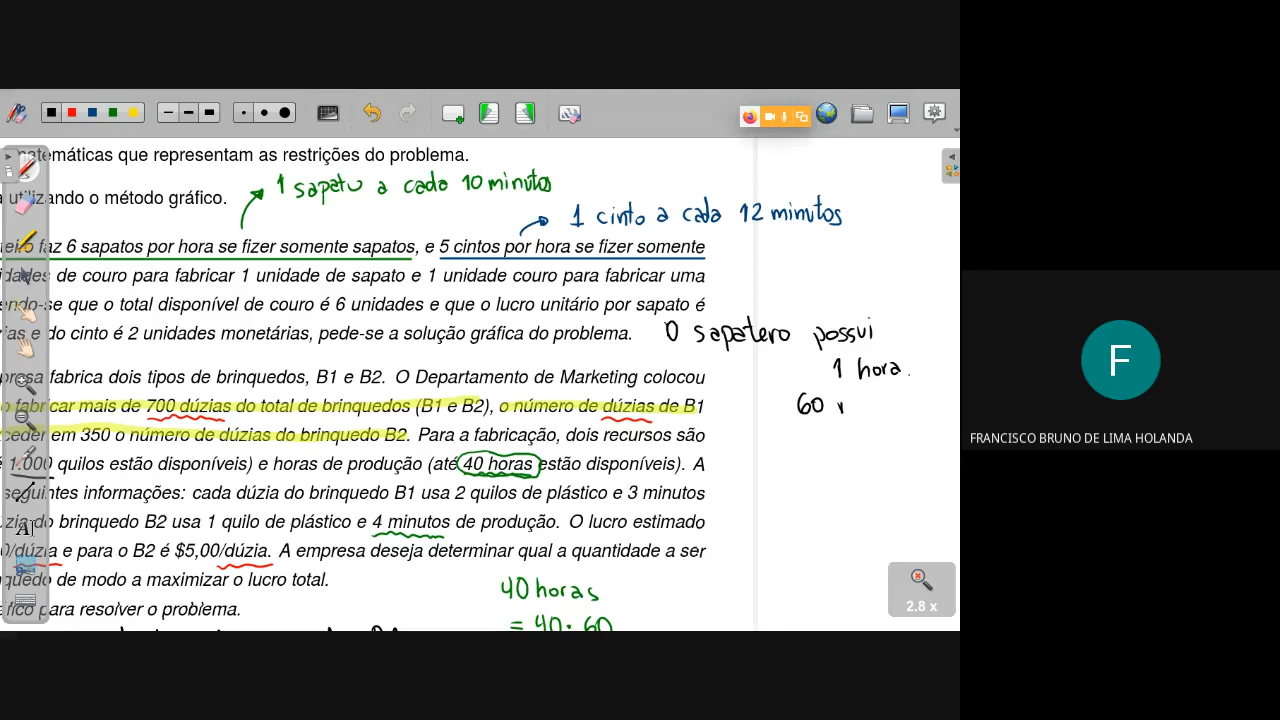 matemáticas que representam as restrições do problema.
1 sapato a cada 10 minutos
utilizando o método gráfico.
1 cinto a cada 12 minutos
faz 6 sapatos por hora se fizer somente sapatos, e 5 cintos por hora se fizer somente
de couro para fabricar 1 unidade de sapato e 1 unidade couro para fabricar uma
que o total disponível de couro é 6 unidades e que o lucro unitário por sapato é
e do cinto é 2 unidades monetárias, pede-se a solução gráfica do problema.
O sapatero possui
1 hora.
fabrica dois tipos de brinquedos, B1 e B2. O Departamento de Marketing colocou
60
fabricar mais de 700 dúzias do total de brinquedos (B1 e B2), o número de dúzias de B1
em 350 o número de dúzias do brinquedo B2. Para a fabricação, dois recursos são
1.000 quilos estão disponíveis) e horas de produção (até 40 horas estão disponíveis). A
seguintes informações: cada dúzia do brinquedo B1 usa 2 quilos de plástico e 3 minutos
do brinquedo B2 usa 1 quilo de plástico e 4 minutos de produção. O lucro estimado
/dúzia e para o B2 é $5,00/dúzia. A empresa deseja determinar qual a quantidade a ser
de modo a maximizar o lucro total.
40 horas
para resolver o problema.
= 40 · 60
2.8 x
F
FRANCISCO BRUNO DE LIMA HOLANDA